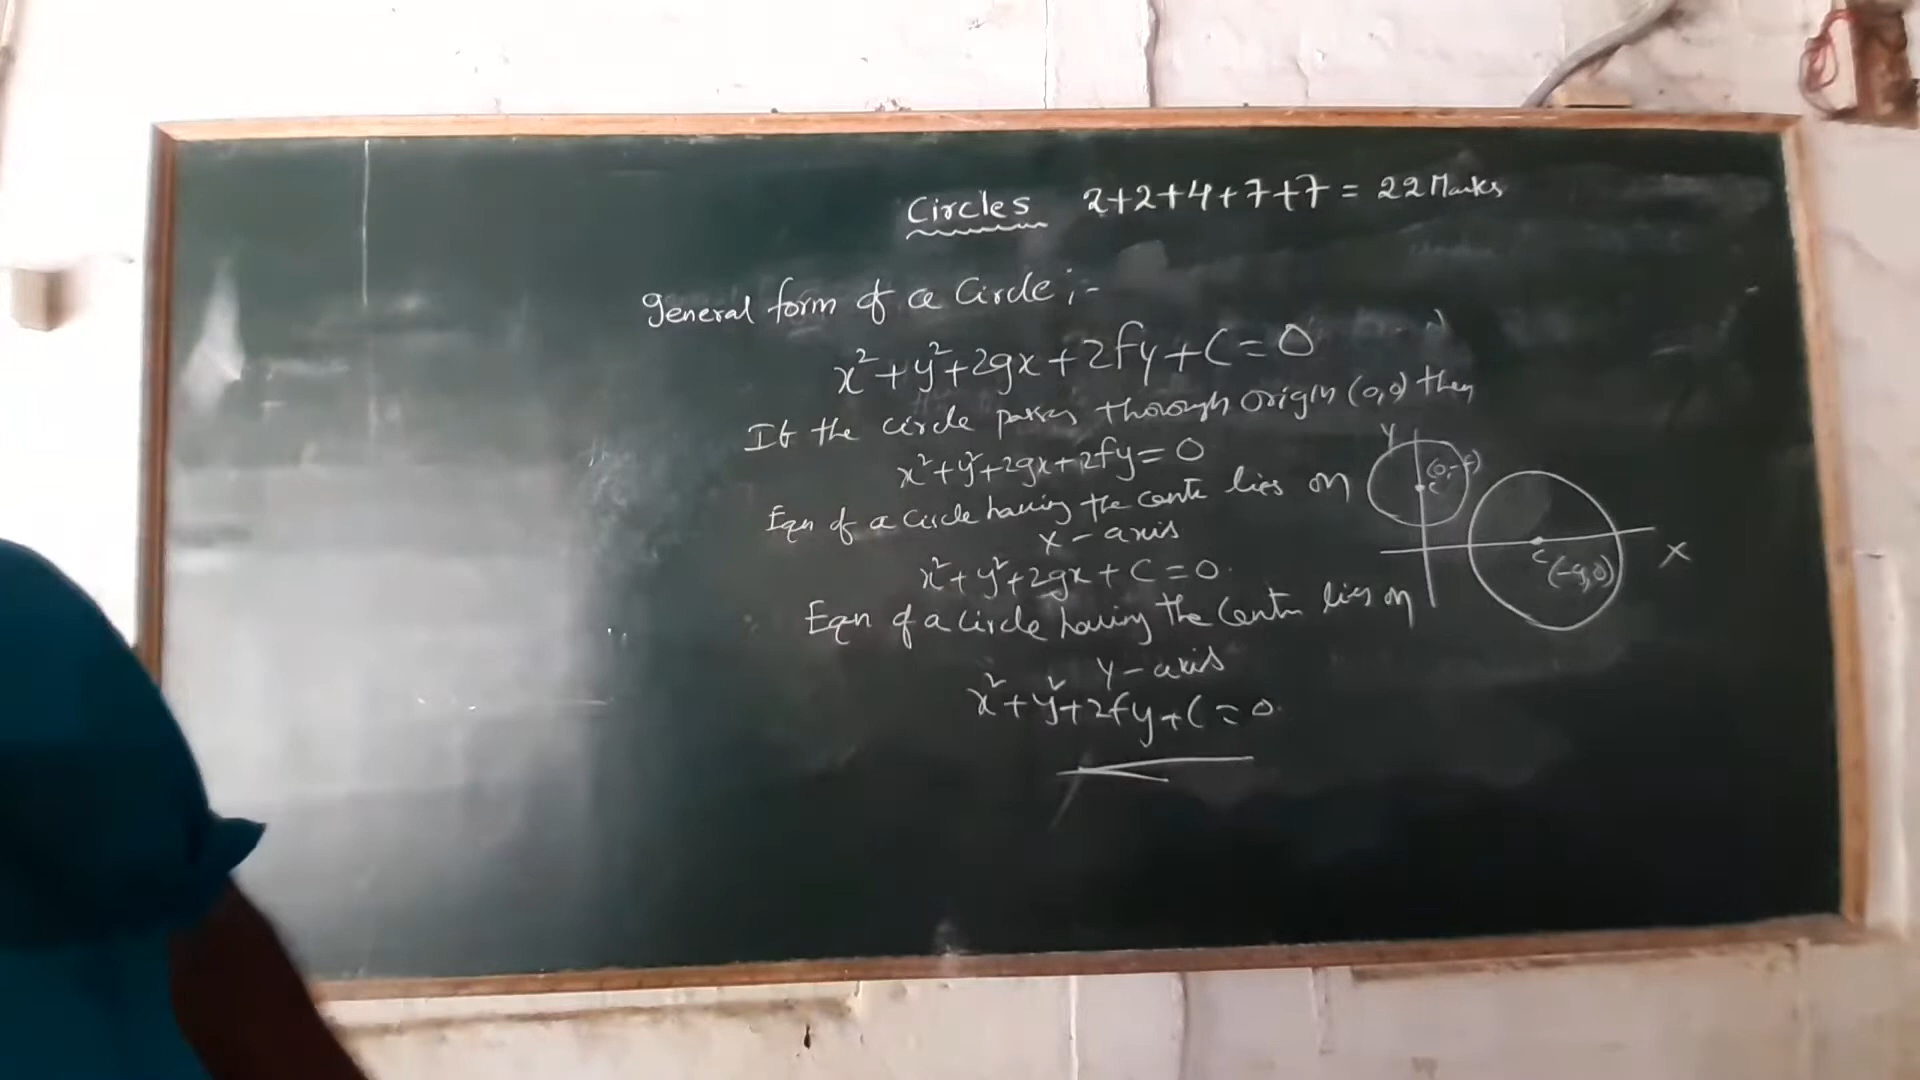 Circles 2+2+4+7+7 = 22 Marks
General form of a Circle ;-
x²+y²+2gx+2fy+C=0
If the circle passes thorough origin (0,0) then
x²+y²+2gx+2fy=0
Eqn of a Circle having the centre lies on
X-axis
x²+y²+2gx+C=0
Eqn of a circle having the Centre lies on
Y-axis
x²+y²+2fy+C=0
Y
(0,-f)
C
X
C
(-g,0)